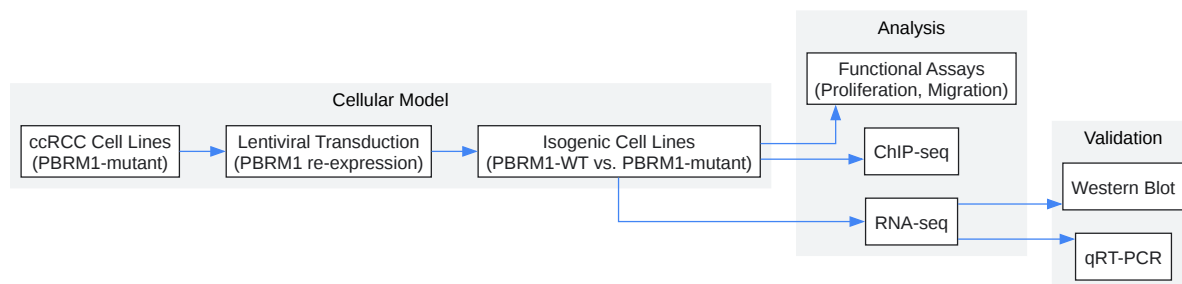 Cellular Model
ccRCC Cell Lines
(PBRM1-mutant)
Lentiviral Transduction
(PBRM1 re-expression)
Isogenic Cell Lines
(PBRM1-WT vs. PBRM1-mutant)
Analysis
Functional Assays
(Proliferation, Migration)
ChIP-seq
RNA-seq
Validation
Western Blot
qRT-PCR